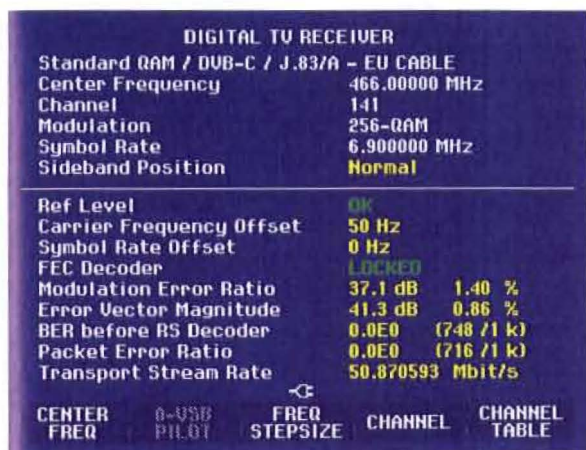 DIGITAL TV RECEIVER
Standard QAM / DVB-C / J.83/A - EU CABLE
Center Frequency 466.00000 MHz
Channel 141
Modulation 256-QAM
Symbol Rate 6.900000 MHz
Sideband Position Normal
Ref Level OK
Carrier Frequency Offset 50 Hz
Symbol Rate Offset 0 Hz
FEC Decoder LOCKED
Modulation Error Ratio 37.1 dB 1.40 %
Error Vector Magnitude 41.3 dB 0.86 %
BER before RS Decoder 0.0E0 (748 /1 k)
Packet Error Ratio 0.0E0 (716 /1 k)
Transport Stream Rate 50.870593 Mbit/s
CENTER FREQ A-VSB PILOT FREQ STEPSIZE CHANNEL CHANNEL TABLE